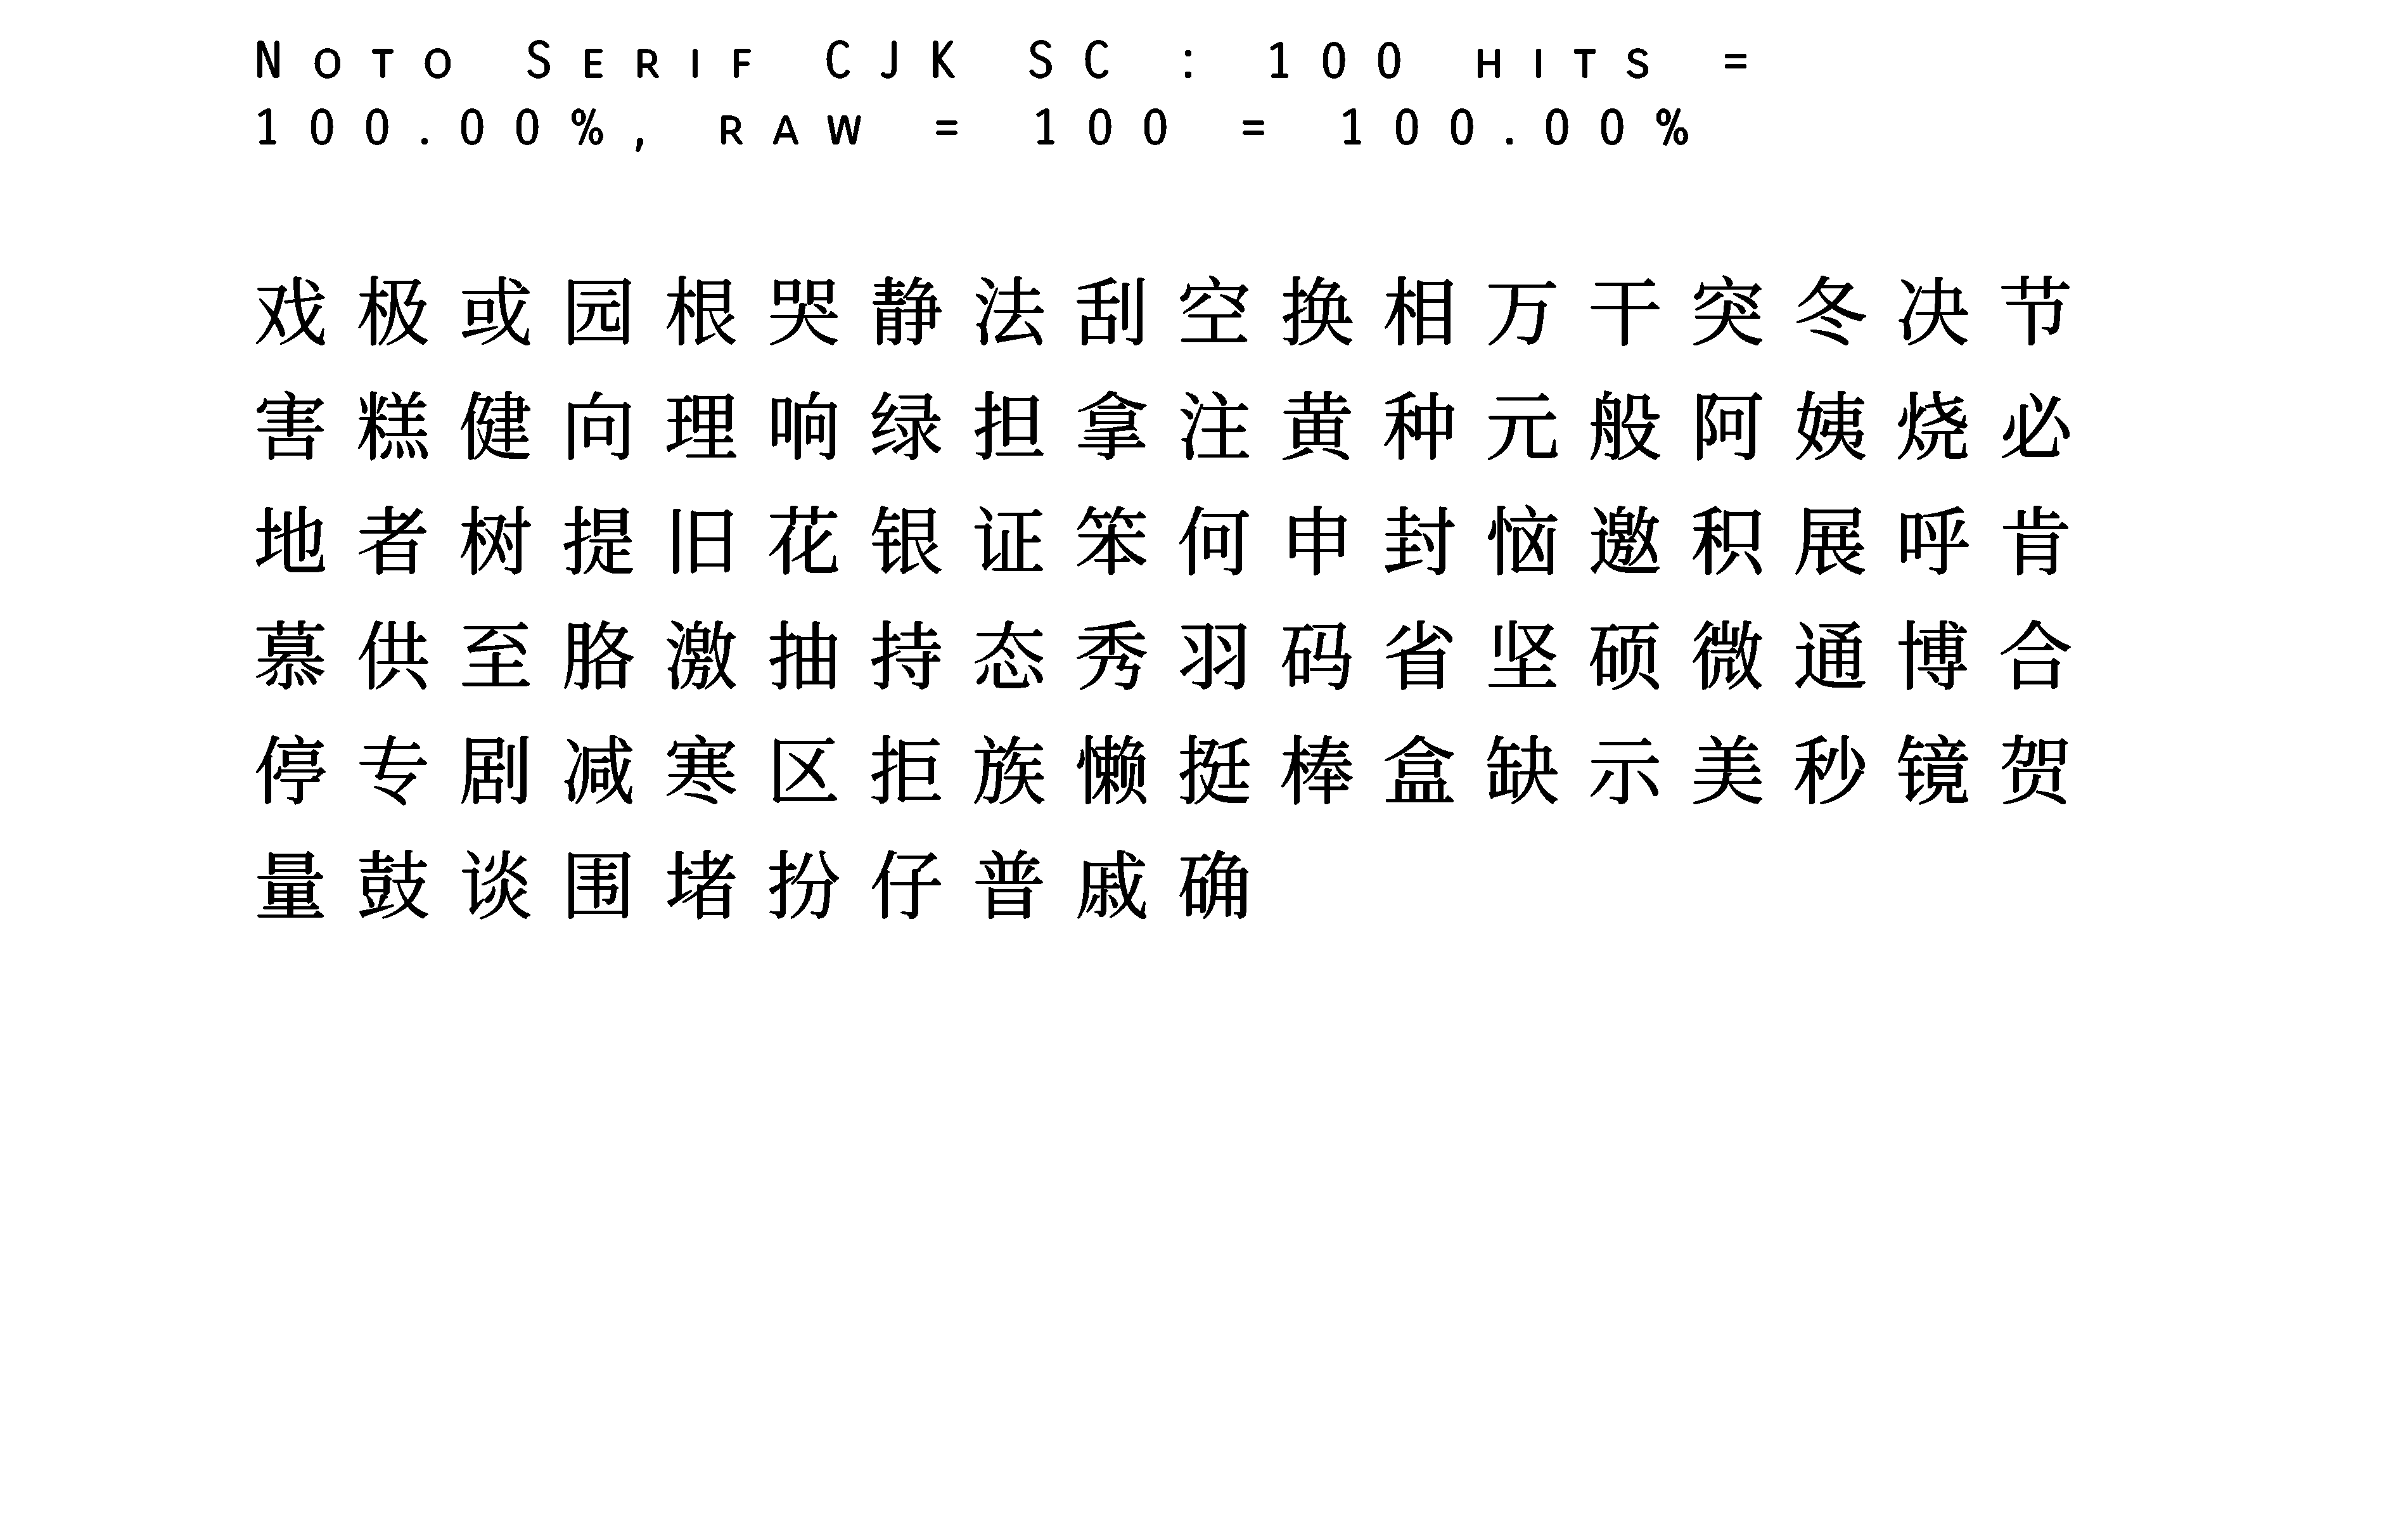 Noto Serif CJK SC : 100 hits =
100.00%, raw = 100 = 100.00%
戏极或园根哭静法刮空换相万干突冬决节
害糕健向理响绿担拿注黄种元般阿姨烧必
地者树提旧花银证笨何申封恼邀积展呼肯
慕供至胳激抽持态秀羽码省坚硕微通博合
停专剧减寒区拒族懒挺棒盒缺示美秒镜贺
量鼓谈围堵扮仔普戚确